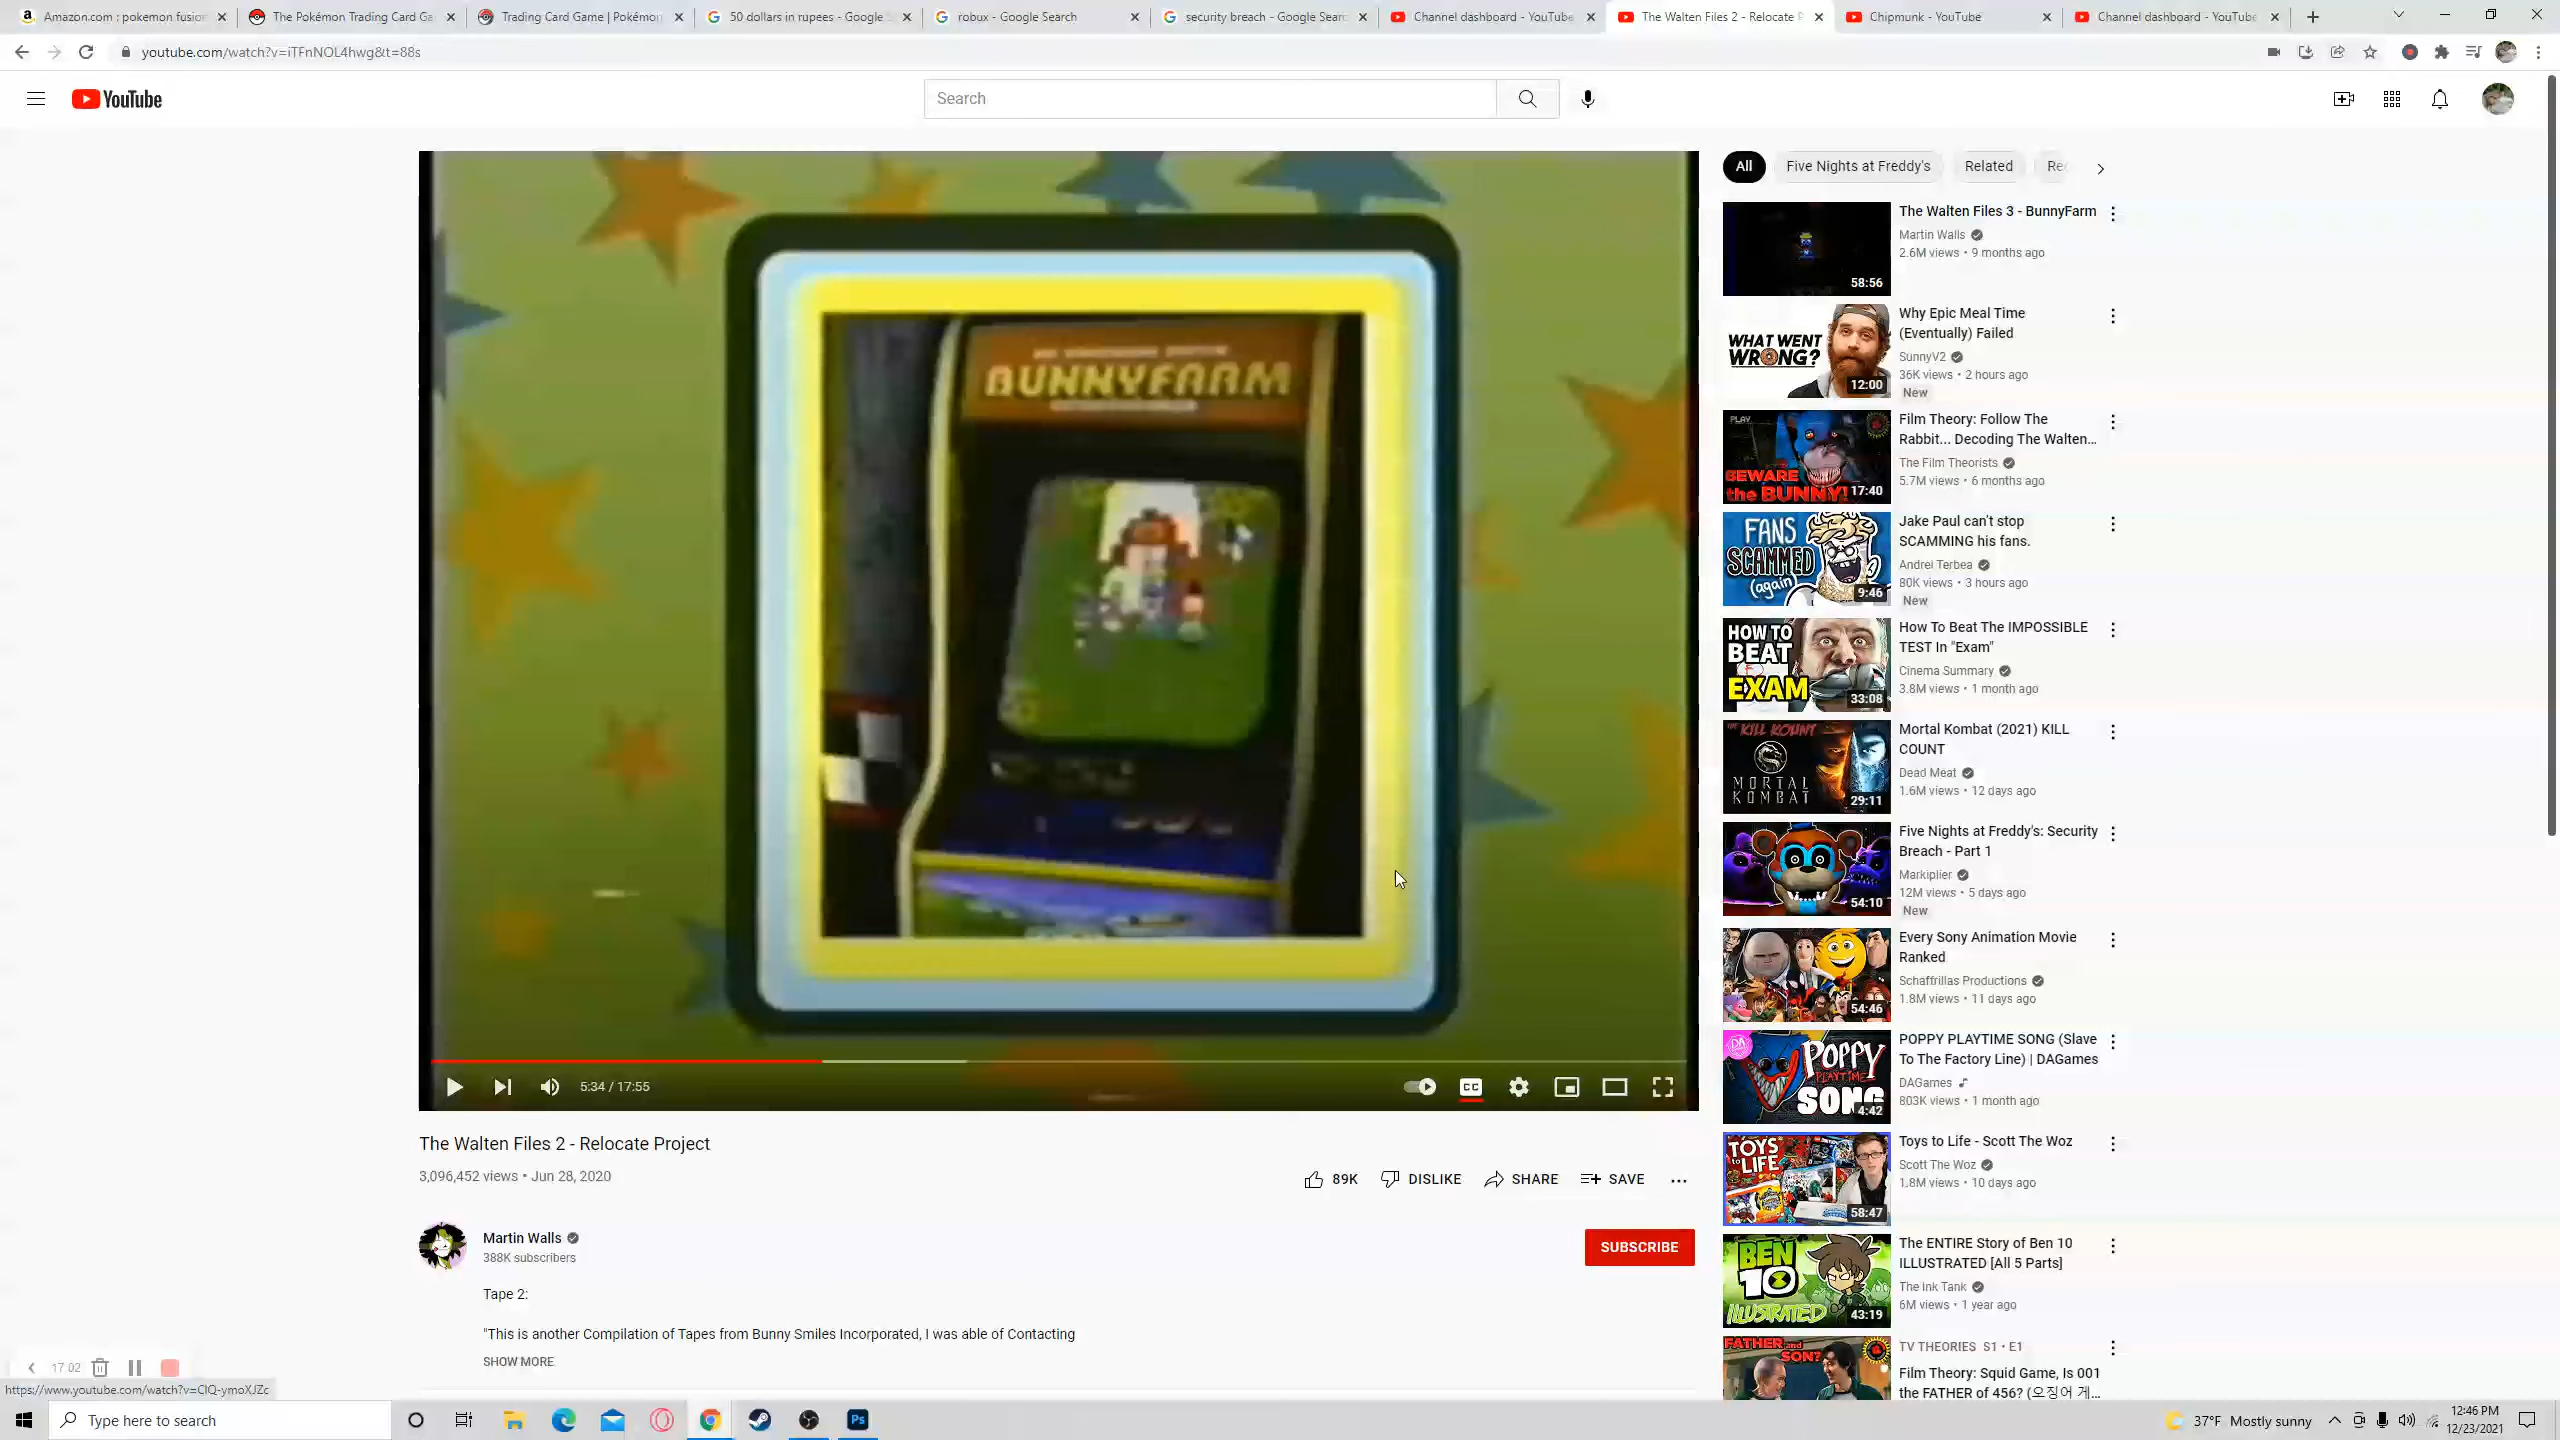 Amazon.com : pokemon fusion
The Pokémon Trading Card Ga
Trading Card Game | Pokémon
50 dollars in rupees - Google S
robux - Google Search
security breach - Google Searc
Channel dashboard - YouTube
The Walten Files 2 - Relocate P
Chipmunk - YouTube
Channel dashboard - YouTube
youtube.com/watch?v=iTFnNOL4hwg&t=88s
YouTube
Search
BUNNYFARM
5:34 / 17:55
CC
The Walten Files 2 - Relocate Project
3,096,452 views • Jun 28, 2020
89K
DISLIKE
SHARE
SAVE
Martin Walls
388K subscribers
SUBSCRIBE
Tape 2:
"This is another Compilation of Tapes from Bunny Smiles Incorporated, I was able of Contacting
SHOW MORE
All
Five Nights at Freddy's
Related
Rec
58:56
The Walten Files 3 - BunnyFarm
Martin Walls
2.6M views • 9 months ago
WHAT WENT
WRONG?
12:00
Why Epic Meal Time
(Eventually) Failed
SunnyV2
36K views • 2 hours ago
New
PLAY
BEWARE
the BUNNY!
17:40
Film Theory: Follow The
Rabbit... Decoding The Walten...
The Film Theorists
5.7M views • 6 months ago
FANS
SCAMMED
(again)
9:46
Jake Paul can't stop
SCAMMING his fans.
Andrei Terbea
80K views • 3 hours ago
New
HOW TO
BEAT
EXAM
33:08
How To Beat The IMPOSSIBLE
TEST In "Exam"
Cinema Summary
3.8M views • 1 month ago
THE KILL KOUNT
MORTAL
KOMBAT
29:11
Mortal Kombat (2021) KILL
COUNT
Dead Meat
1.6M views • 12 days ago
54:10
Five Nights at Freddy's: Security
Breach - Part 1
Markiplier
12M views • 5 days ago
New
54:46
Every Sony Animation Movie
Ranked
Schaffrillas Productions
1.8M views • 11 days ago
DA
POPPY
PLAYTIME
SONG
4:42
POPPY PLAYTIME SONG (Slave
To The Factory Line) | DAGames
DAGames
803K views • 1 month ago
TOYS
to LIFE
58:47
Toys to Life - Scott The Woz
Scott The Woz
1.8M views • 10 days ago
BEN
10
ILLUSTRATED
43:19
The ENTIRE Story of Ben 10
ILLUSTRATED [All 5 Parts]
The Ink Tank
6M views • 1 year ago
FATHER and
SON?
TV THEORIES S1 • E1
Film Theory: Squid Game, Is 001
the FATHER of 456? (오징어 게...
17:02
https://www.youtube.com/watch?v=ClQ-ymoXJZc
Type here to search
Ps
37°F Mostly sunny
12:46 PM
12/23/2021